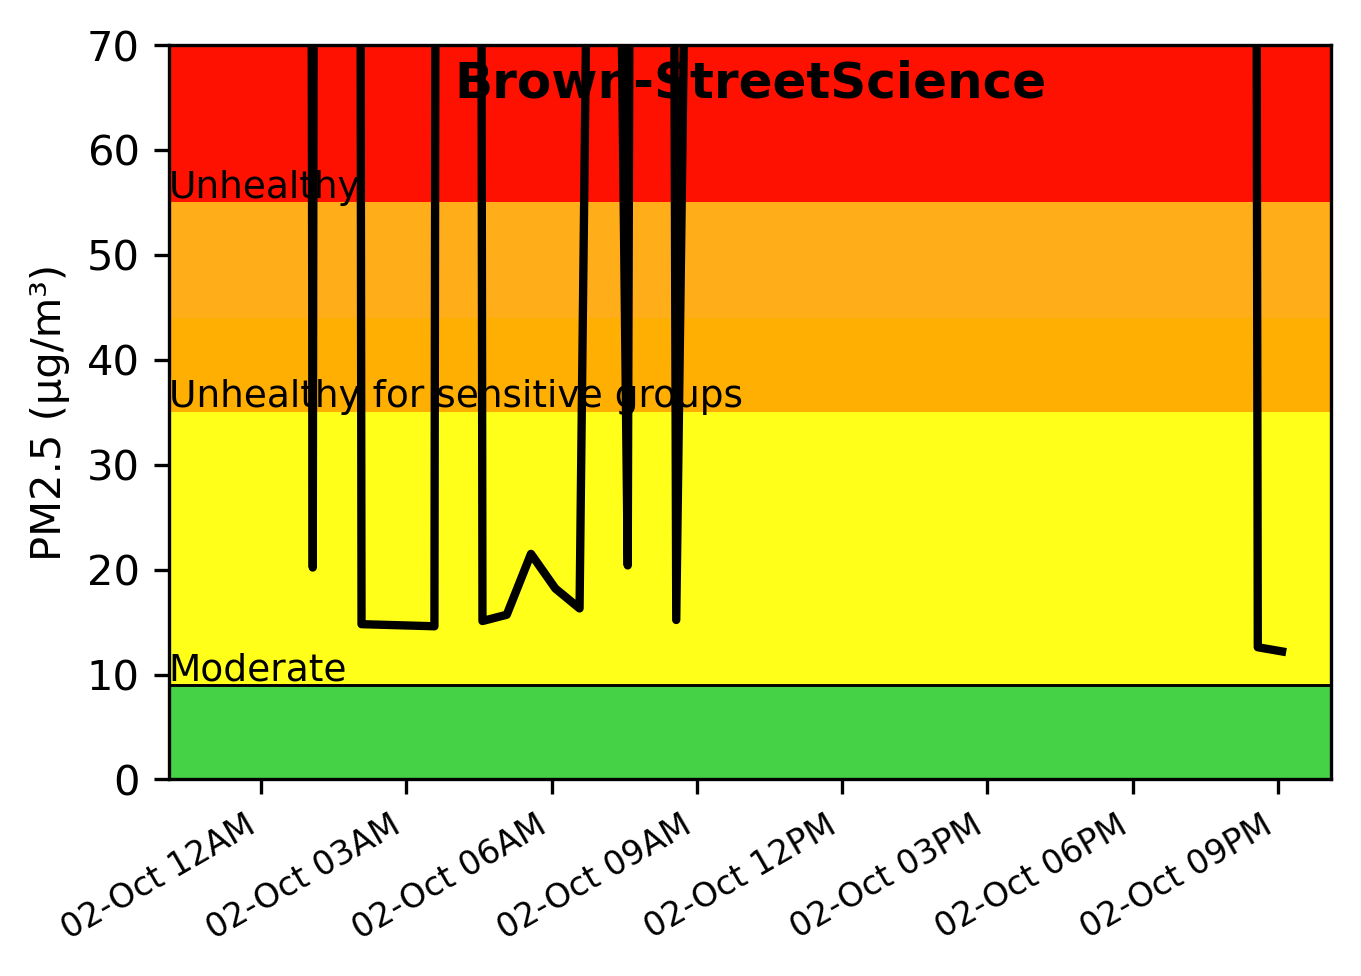 70
Brown-StreetScience
60
Unhealthy
50
40
Unhealthy for sensitive groups
30
20
10
Moderate
0
PM2.5 (μg/m³)
02-Oct 12AM
02-Oct 03AM
02-Oct 06AM
02-Oct 09AM
02-Oct 12PM
02-Oct 03PM
02-Oct 06PM
02-Oct 09PM